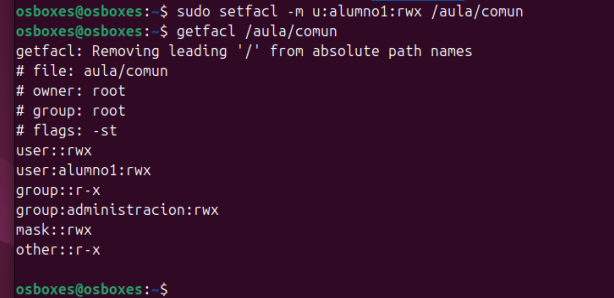 osboxes@osboxes:~$ sudo setfacl -m u:alumno1:rwx /aula/comun
osboxes@osboxes:~$ getfacl /aula/comun
getfacl: Removing leading '/' from absolute path names
# file: aula/comun
# owner: root
# group: root
# flags: -st
user::rwx
user:alumno1:rwx
group::r-x
group:administracion:rwx
mask::rwx
other::r-x
osboxes@osboxes:~$